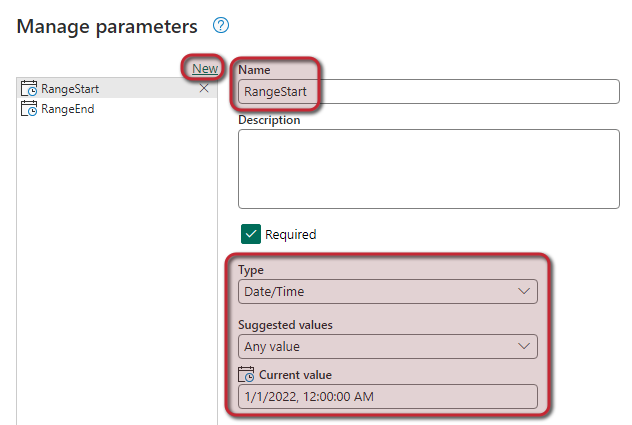 Manage parameters
New
RangeStart
RangeEnd
Name
RangeStart
Description
Required
Type
Date/Time
Suggested values
Any value
Current value
1/1/2022, 12:00:00 AM